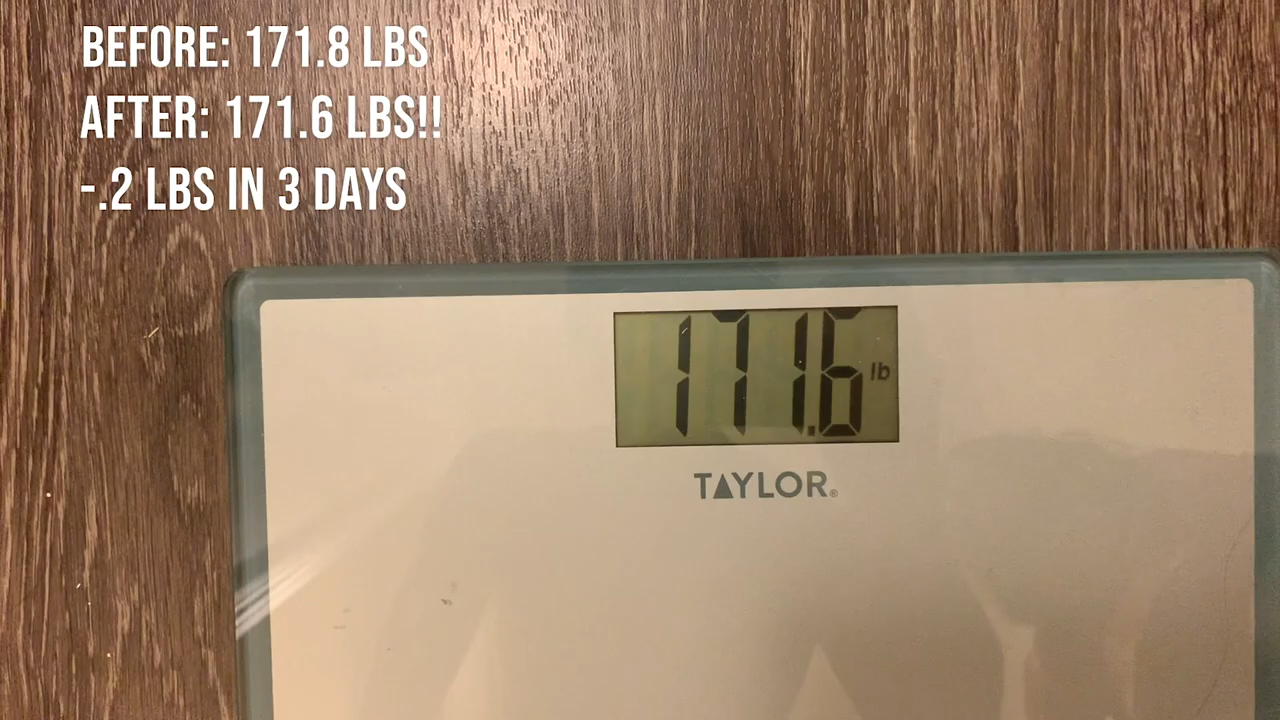 BEFORE: 171.8 LBS
AFTER: 171.6 LBS!!
-.2 LBS IN 3 DAYS
171.6 lb
TAYLOR®